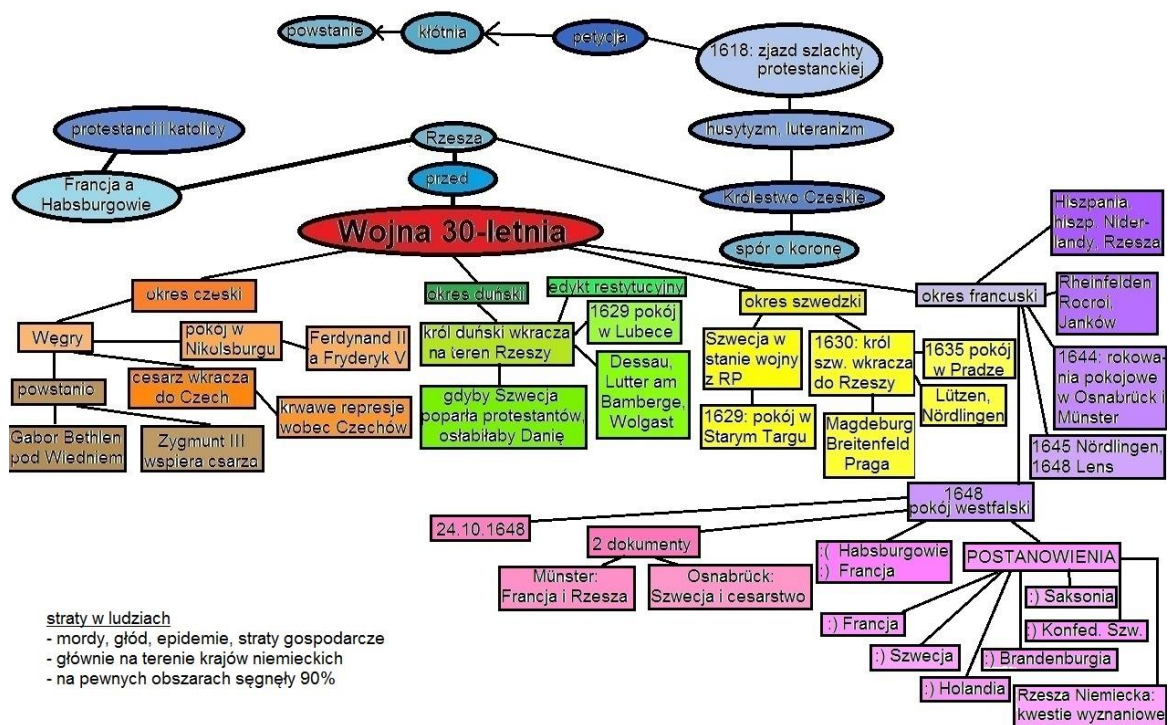 powstanie
kłótnia
petycja
1618: zjazd szlachty
protestanckiej
protestanci i katolicy
Rzesza
husytyzm, luteranizm
Francja a
Habsburgowie
przed
Królestwo Czeskie
Wojna 30-letnia
spór o koronę
Hiszpania,
hiszp. Nider-
landy, Rzesza
okres czeski
okres duński
edykt restytucyjny
okres szwedzki
okres francuski
Rheinfelden
Rocroi,
Janków
Węgry
pokój w
Nikolsburgu
Ferdynand II
a Fryderyk V
król duński wkracza
na teren Rzeszy
1629 pokój
w Lubece
Szwecja w
stanie wojny
z RP
1630: król
szw. wkracza
do Rzeszy
1635 pokój
w Pradze
1644: rokowa-
nia pokojowe
w Osnabrück i
Münster
powstanio
cesarz wkracza
do Czech
krwawe represje
wobec Czechów
gdyby Szwecja
poparła protestantów,
osłabiłaby Danię
Dessau,
Lutter am
Bamberge,
Wolgast
1629: pokój w
Starym Targu
Lützen,
Nördlingen
Magdeburg
Breitenfeld
Praga
Gabor Bethlen
pod Wiedniem
Zygmunt III
wspiera csarza
1645 Nördlingen,
1648 Lens
1648
pokój westfalski
24.10.1648
2 dokumenty
:( Habsburgowie
:) Francja
POSTANOWIENIA
Münster:
Francja i Rzesza
Osnabrück:
Szwecja i cesarstwo
:) Saksonia
:) Francja
:) Konfed. Szw.
:) Szwecja
:) Brandenburgia
:) Holandia
Rzesza Niemiecka:
kwestie wyznaniowe
straty w ludziach
- mordy, głód, epidemie, straty gospodarcze
- głównie na terenie krajów niemieckich
- na pewnych obszarach sęgnęły 90%